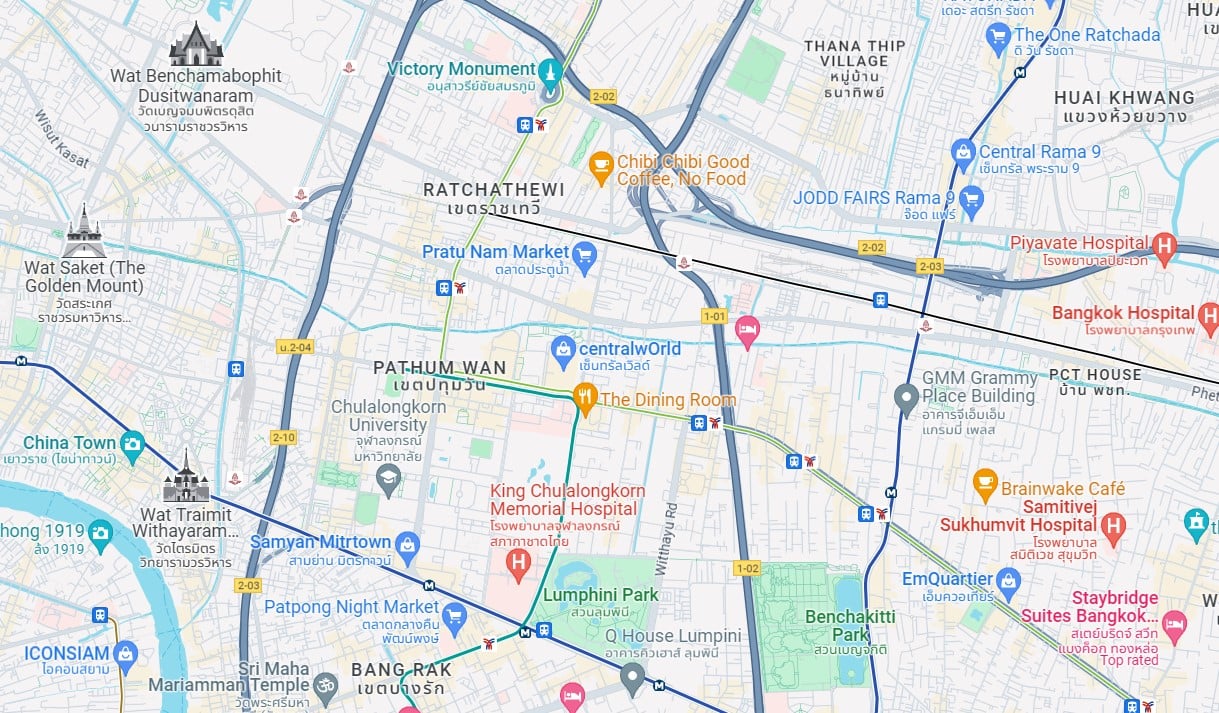 เดอะ สตรีท รัชดา
The One Ratchada
ดิ วัน รัชดา
THANA THIP
VILLAGE
หมู่บ้าน
ธนาทิพย์
HUAI KHWANG
แขวงห้วยขวาง
Wat Benchamabophit
Dusitwanaram
วัดเบญจมบพิตรดุสิต
วนารามราชวรวิหาร
Victory Monument
อนุสาวรีย์ชัยสมรภูมิ
2-02
Wisut Kasat
Chibi Chibi Good
Coffee, No Food
Central Rama 9
เซ็นทรัล พระราม 9
RATCHATHEWI
เขตราชเทวี
JODD FAIRS Rama 9
จ๊อด แฟร์
2-02
2-03
Piyavate Hospital
โรงพยาบาลปิยะเวท
Pratu Nam Market
ตลาดประตูน้ำ
Wat Saket (The
Golden Mount)
วัดสระเกศ
ราชวรมหาวิหาร...
1-01
Bangkok Hospital
โรงพยาบาลกรุงเทพ
น.2-04
centralwOrld
เซ็นทรัลเวิลด์
PATHUM WAN
เขตปทุมวัน
PCT HOUSE
บ้าน พชท.
Phet
GMM Grammy
Place Building
อาคารจีเอ็มเอ็ม
แกรมมี่ เพลส
The Dining Room
Chulalongkorn
University
จุฬาลงกรณ์
มหาวิทยาลัย
2-10
China Town
เยาวราช (ไชน่าทาวน์)
King Chulalongkorn
Memorial Hospital
โรงพยาบาลจุฬาลงกรณ์
สภากาชาดไทย
Brainwake Café
Samitivej
Sukhumvit Hospital
โรงพยาบาล
สมิติเวช สุขุมวิท
Wat Traimit
Withayaram...
วัดไตรมิตร
วิทยารามวรวิหาร
hong 1919
ล้ง 1919
Samyan Mitrtown
สามย่าน มิตรทาวน์
Witthayu Rd
1-02
2-03
EmQuartier
เอ็มควอเทียร์
Lumphini Park
สวนลุมพินี
Patpong Night Market
ตลาดกลางคืน
พัฒน์พงษ์
Benchakitti
Park
สวนเบญจกิติ
Staybridge
Suites Bangkok...
สเตย์บริดจ์ สวีท
แบงค็อก ทองหล่อ
Top rated
Q House Lumpini
อาคารคิวเฮ้าส์ ลุมพินี
ICONSIAM
ไอคอนสยาม
Sri Maha
Mariamman Temple
วัดพระศรีมหา
BANG RAK
เขตบางรัก